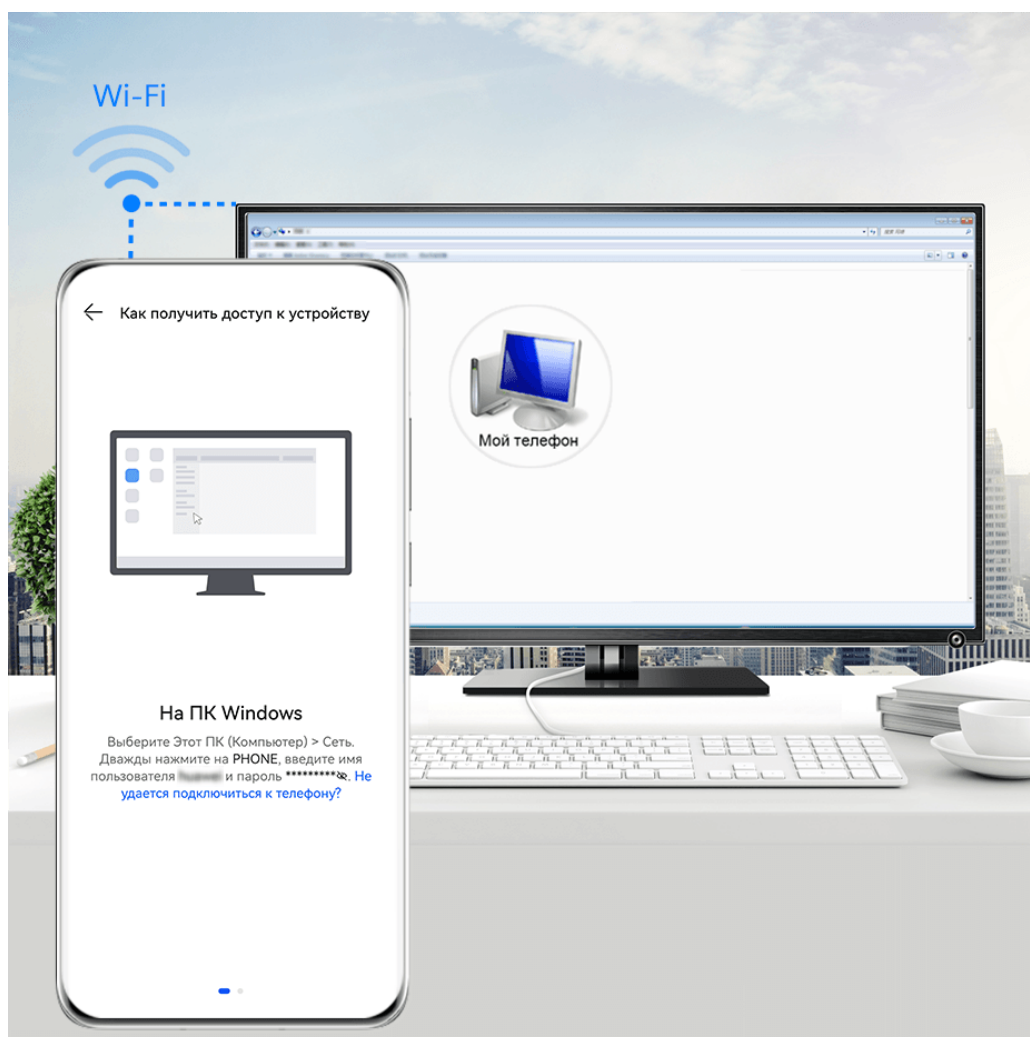 Wi-Fi
Как получить доступ к устройству
Мой телефон
На ПК Windows
Выберите Этот ПК (Компьютер) > Сеть.
Дважды нажмите на PHONE, введите имя
пользователя и пароль *********. Не
удается подключиться к телефону?